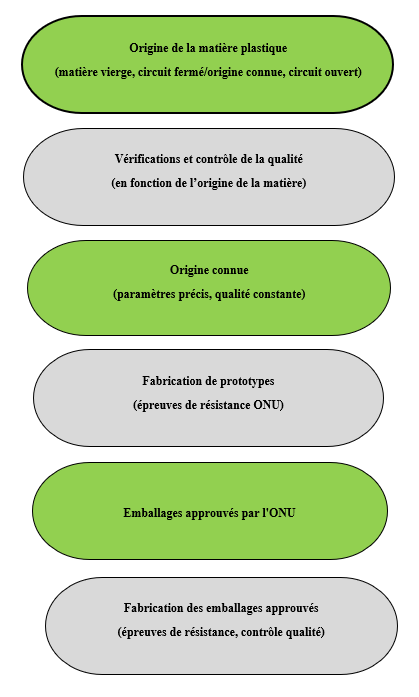 Origine de la matière plastique
(matière vierge, circuit fermé/origine connue, circuit ouvert)
Vérifications et contrôle de la qualité
(en fonction de l’origine de la matière)
Origine connue
(paramètres précis, qualité constante)
Fabrication de prototypes
(épreuves de résistance ONU)
Emballages approuvés par l'ONU
Fabrication des emballages approuvés
(épreuves de résistance, contrôle qualité)